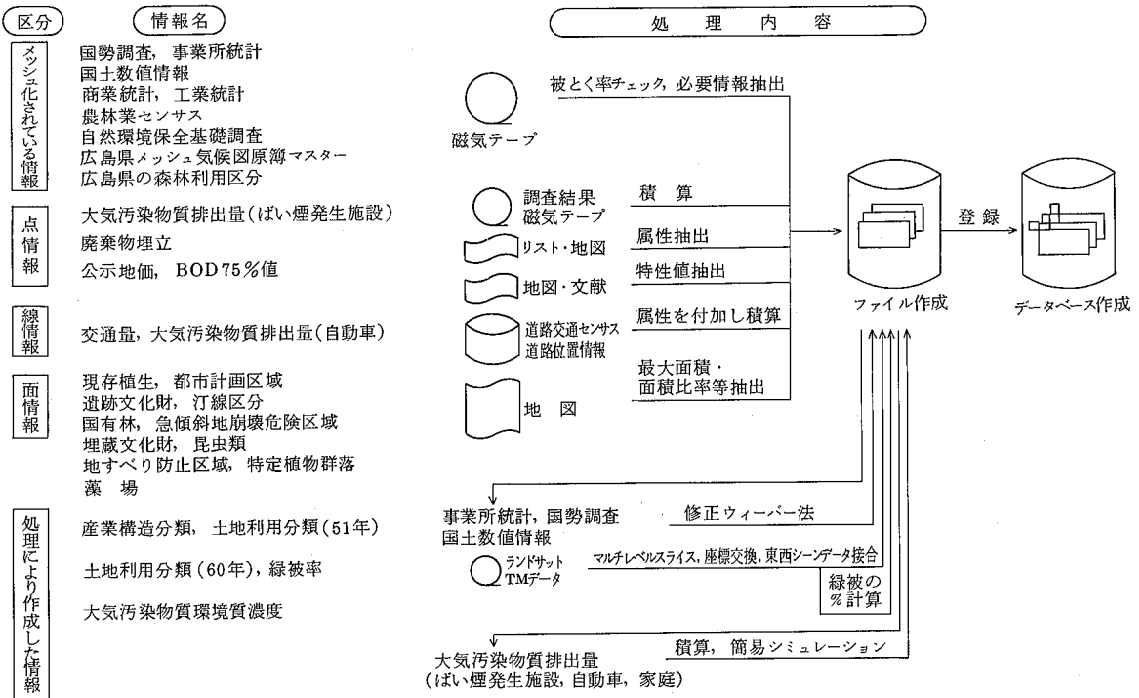 区分
情報名
処理内容
メッシュ化されている情報
国勢調査, 事業所統計
国土数値情報
商業統計, 工業統計
農林業センサス
自然環境保全基礎調査
広島県メッシュ気候図原簿マスター
広島県の森林利用区分
磁気テープ
被とく率チェック, 必要情報抽出
点情報
大気汚染物質排出量(ばい煙発生施設)
廃棄物埋立
公示地価, BOD75%値
調査結果
磁気テープ
積算
リスト・地図
属性抽出
地図・文献
特性値抽出
線情報
交通量, 大気汚染物質排出量(自動車)
道路交通センサス
道路位置情報
属性を付加し積算
面情報
現存植生, 都市計画区域
遺跡文化財, 汀線区分
国有林, 急傾斜地崩壊危険区域
埋蔵文化財, 昆虫類
地すべり防止区域, 特定植物群落
藻場
地図
最大面積・
面積比率等抽出
ファイル作成
登録
データベース作成
処理により作成した情報
産業構造分類, 土地利用分類(51年)
土地利用分類(60年), 緑被率
大気汚染物質環境質濃度
事業所統計, 国勢調査
国土数値情報
修正ウィーバー法
ランドサット
TMデータ
マルチレベルスライス, 座標交換, 東西シーンデータ接合
緑被の
%計算
大気汚染物質排出量
(ばい煙発生施設, 自動車, 家庭)
積算, 簡易シミュレーション